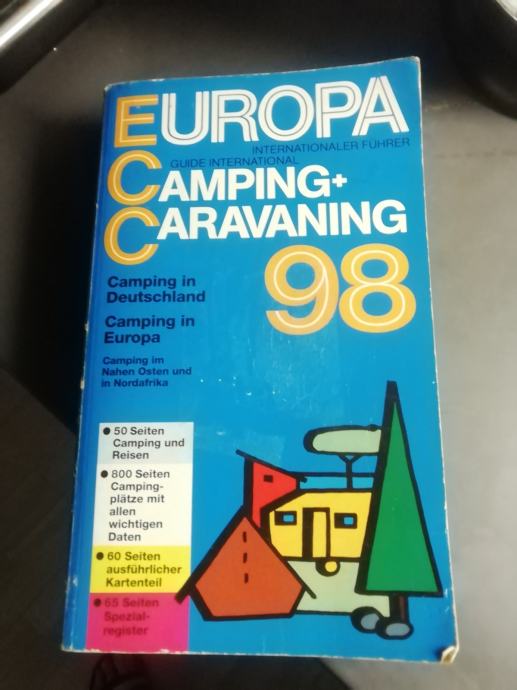 EUROPA
INTERNATIONALER FÜHRER
GUIDE INTERNATIONAL
CAMPING+
CARAVANING
98
Camping in
Deutschland
Camping in
Europa
Camping im
Nahen Osten und
in Nordafrika
● 50 Seiten
Camping und
Reisen
● 800 Seiten
Camping-
plätze mit
allen
wichtigen
Daten
● 60 Seiten
ausführlicher
Kartenteil
● 65 Seiten
Spezial-
register